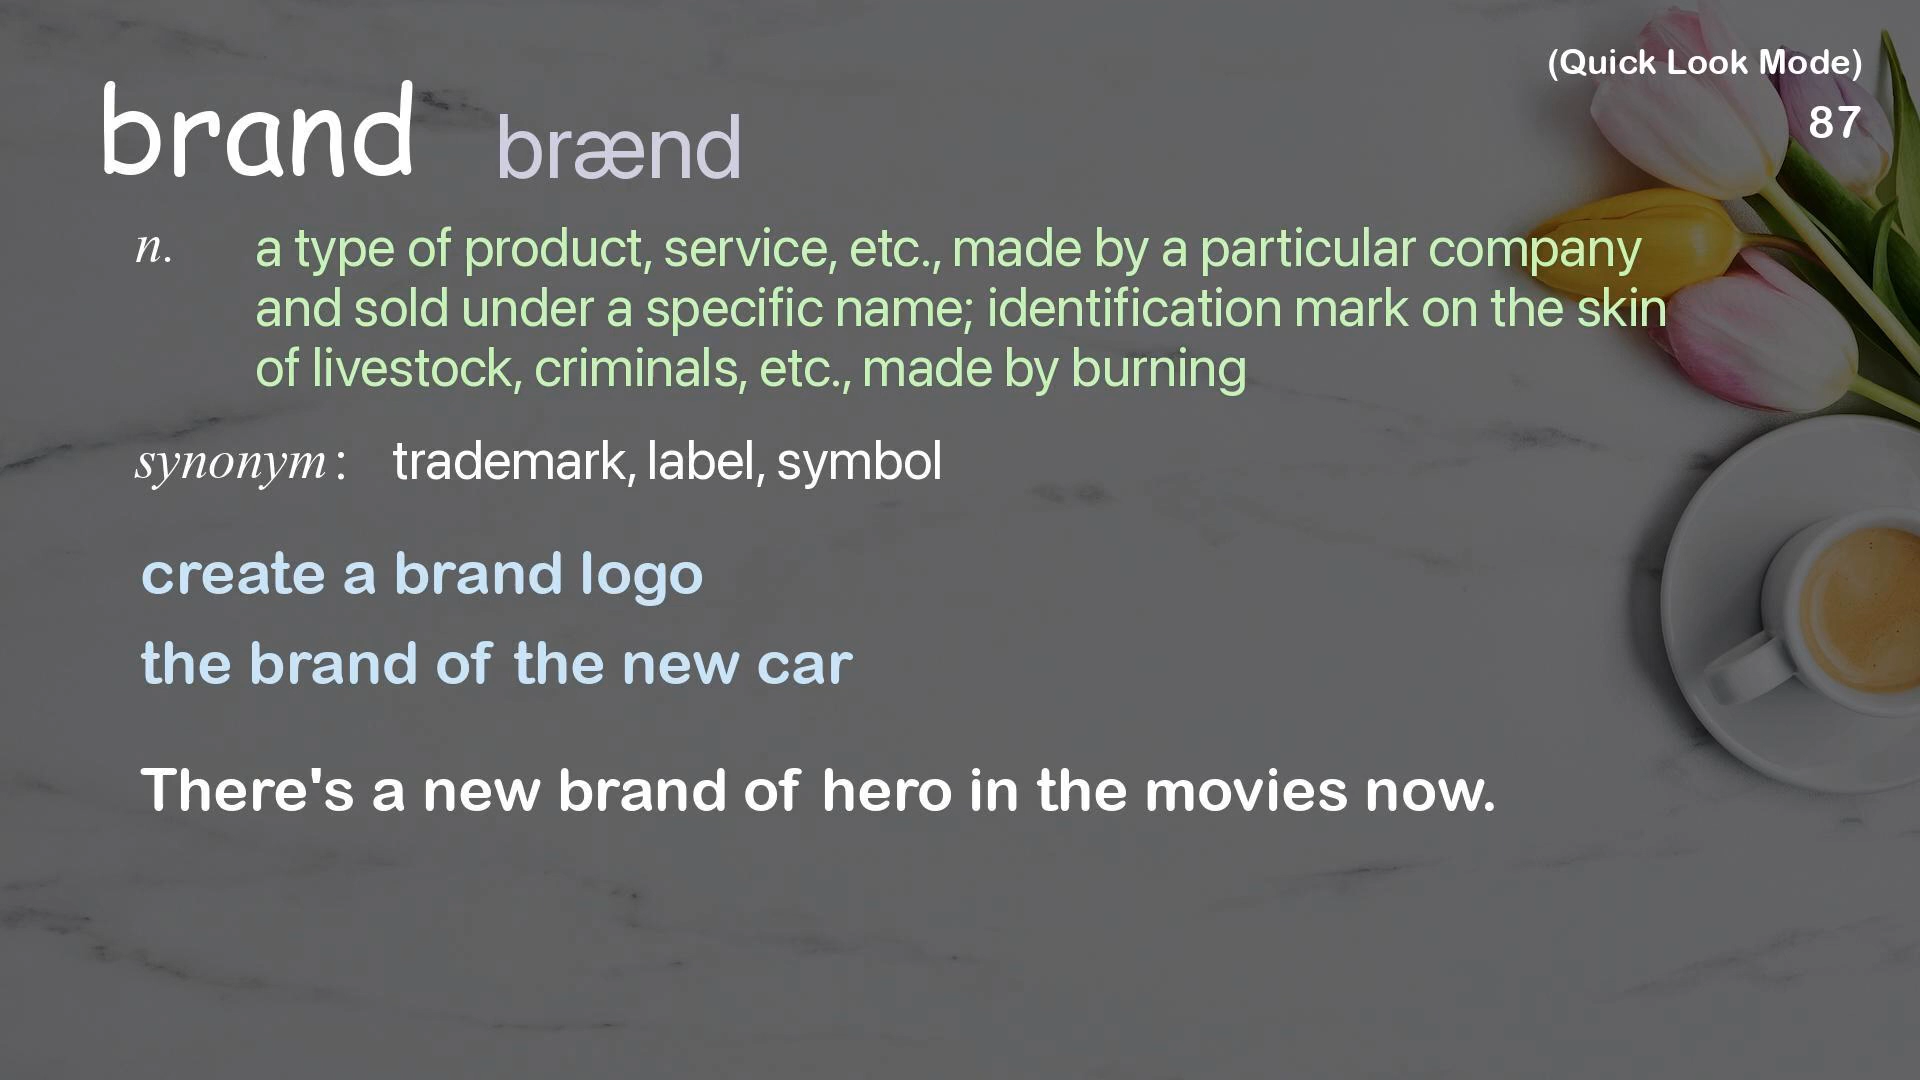 (Quick Look Mode)
87
brand brænd
n. a type of product, service, etc., made by a particular company
and sold under a specific name; identification mark on the skin
of livestock, criminals, etc., made by burning
synonym: trademark, label, symbol
create a brand logo
the brand of the new car
There's a new brand of hero in the movies now.